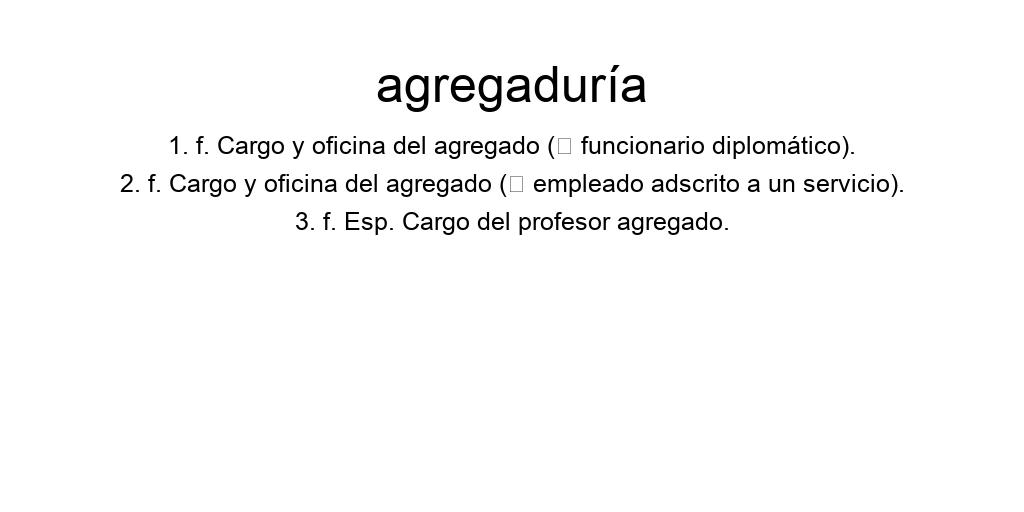 agregaduría
1. f. Cargo y oficina del agregado (□ funcionario diplomático).
2. f. Cargo y oficina del agregado (□ empleado adscrito a un servicio).
3. f. Esp. Cargo del profesor agregado.